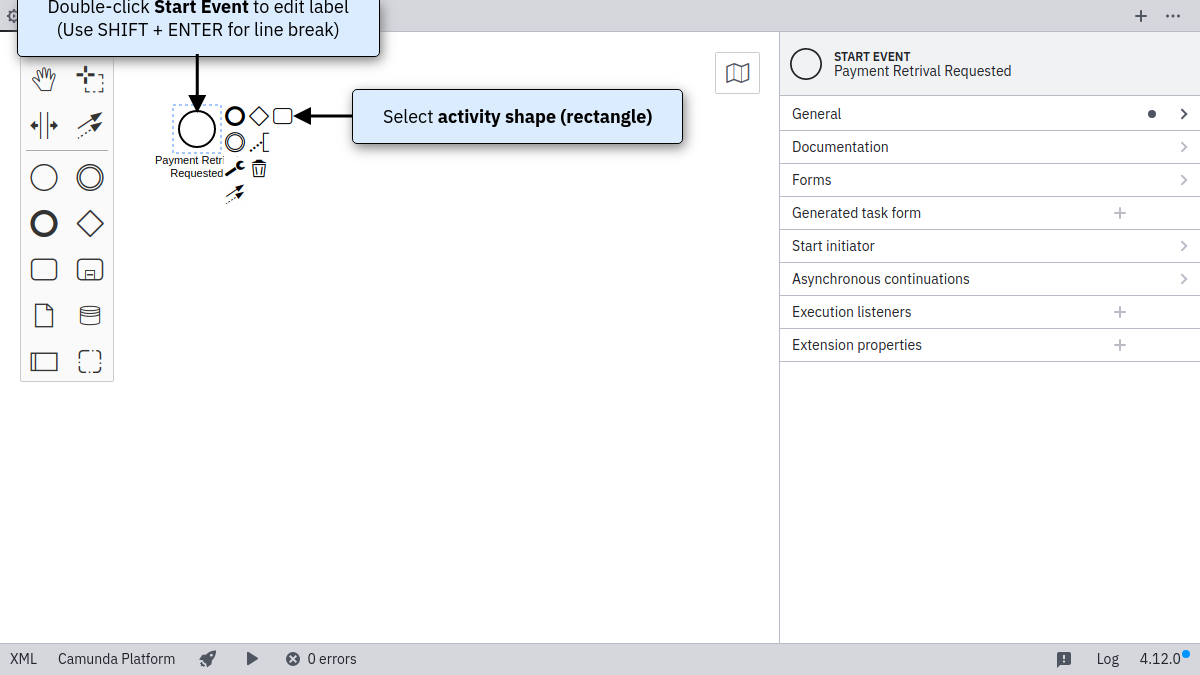 Double-click Start Event to edit label
(Use SHIFT + ENTER for line break)
Select activity shape (rectangle)
Payment Retri
Requested
START EVENT
Payment Retrival Requested
General
Documentation
Forms
Generated task form
Start initiator
Asynchronous continuations
Execution listeners
Extension properties
XML Camunda Platform 0 errors Log 4.12.0